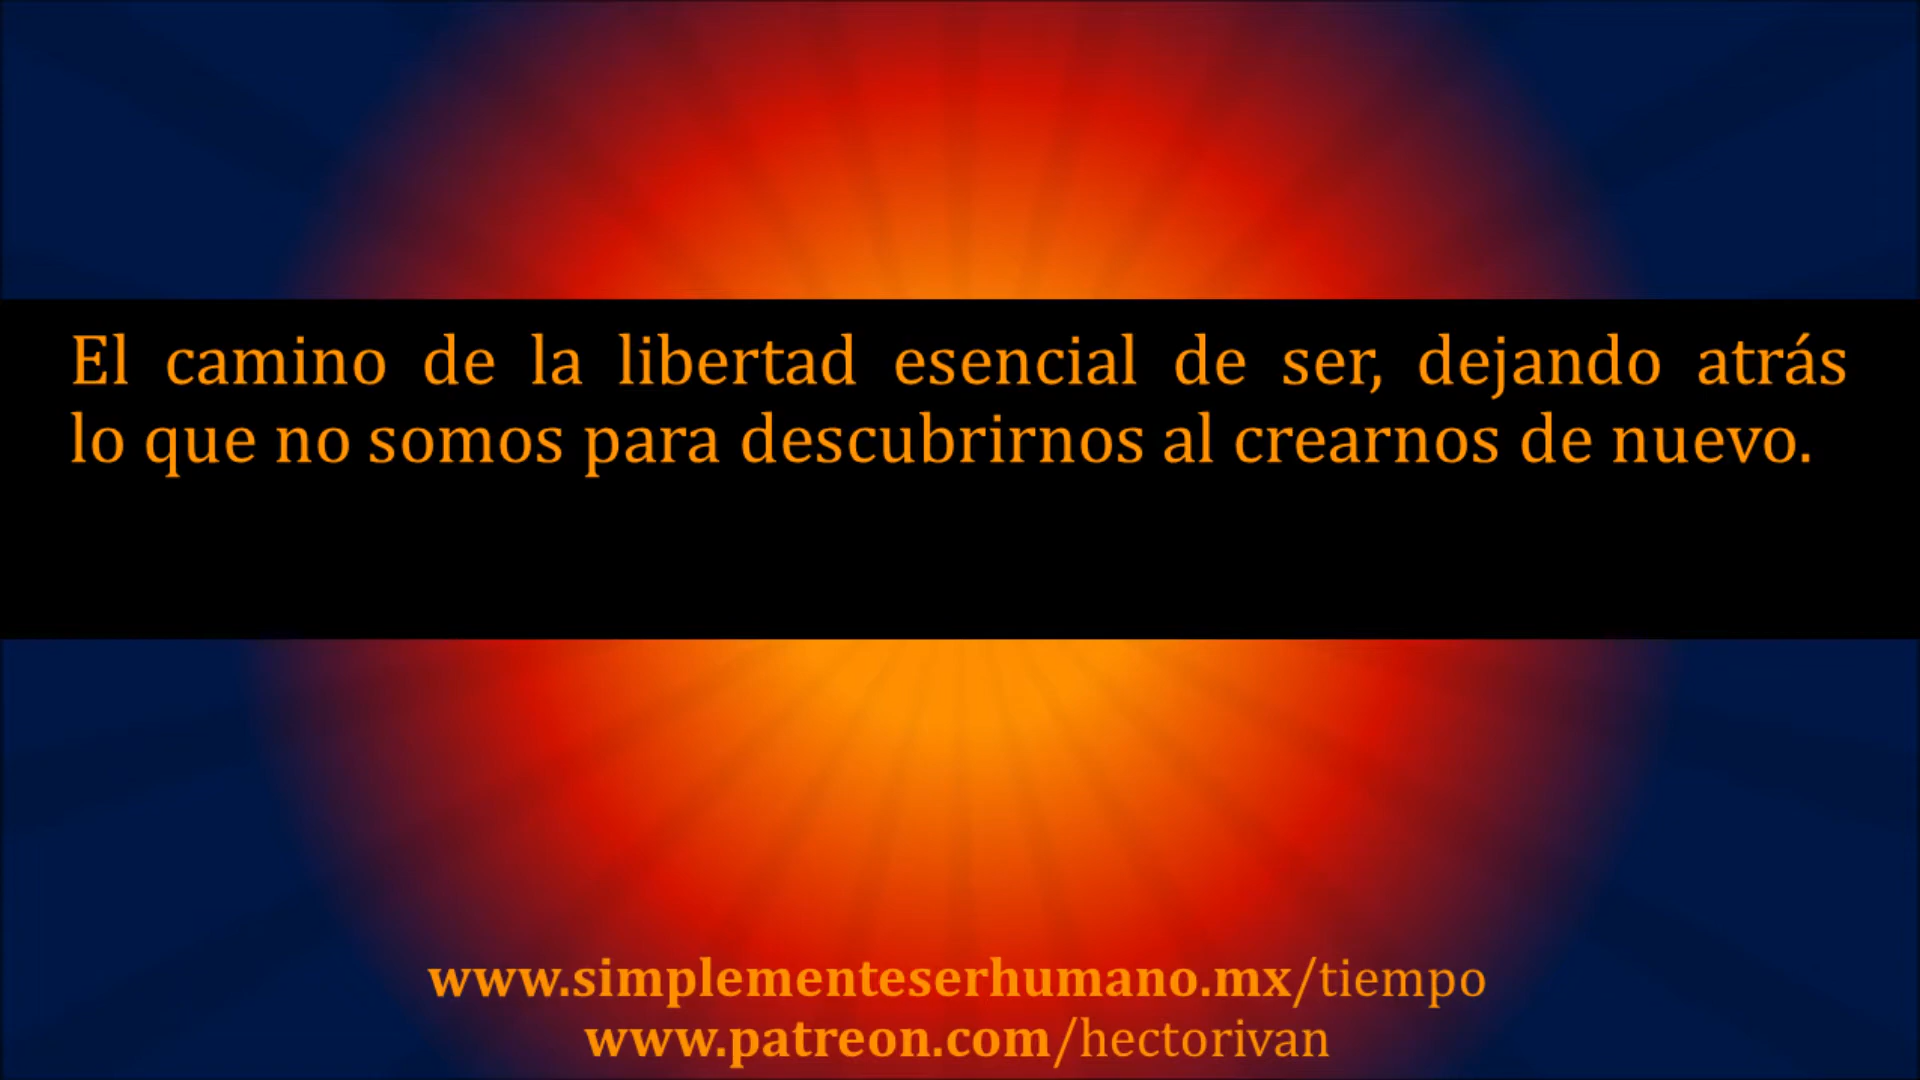 El camino de la libertad esencial de ser, dejando atrás
lo que no somos para descubrirnos al crearnos de nuevo.
www.simplementeserhumano.mx/tiempo
www.patreon.com/hectorivan